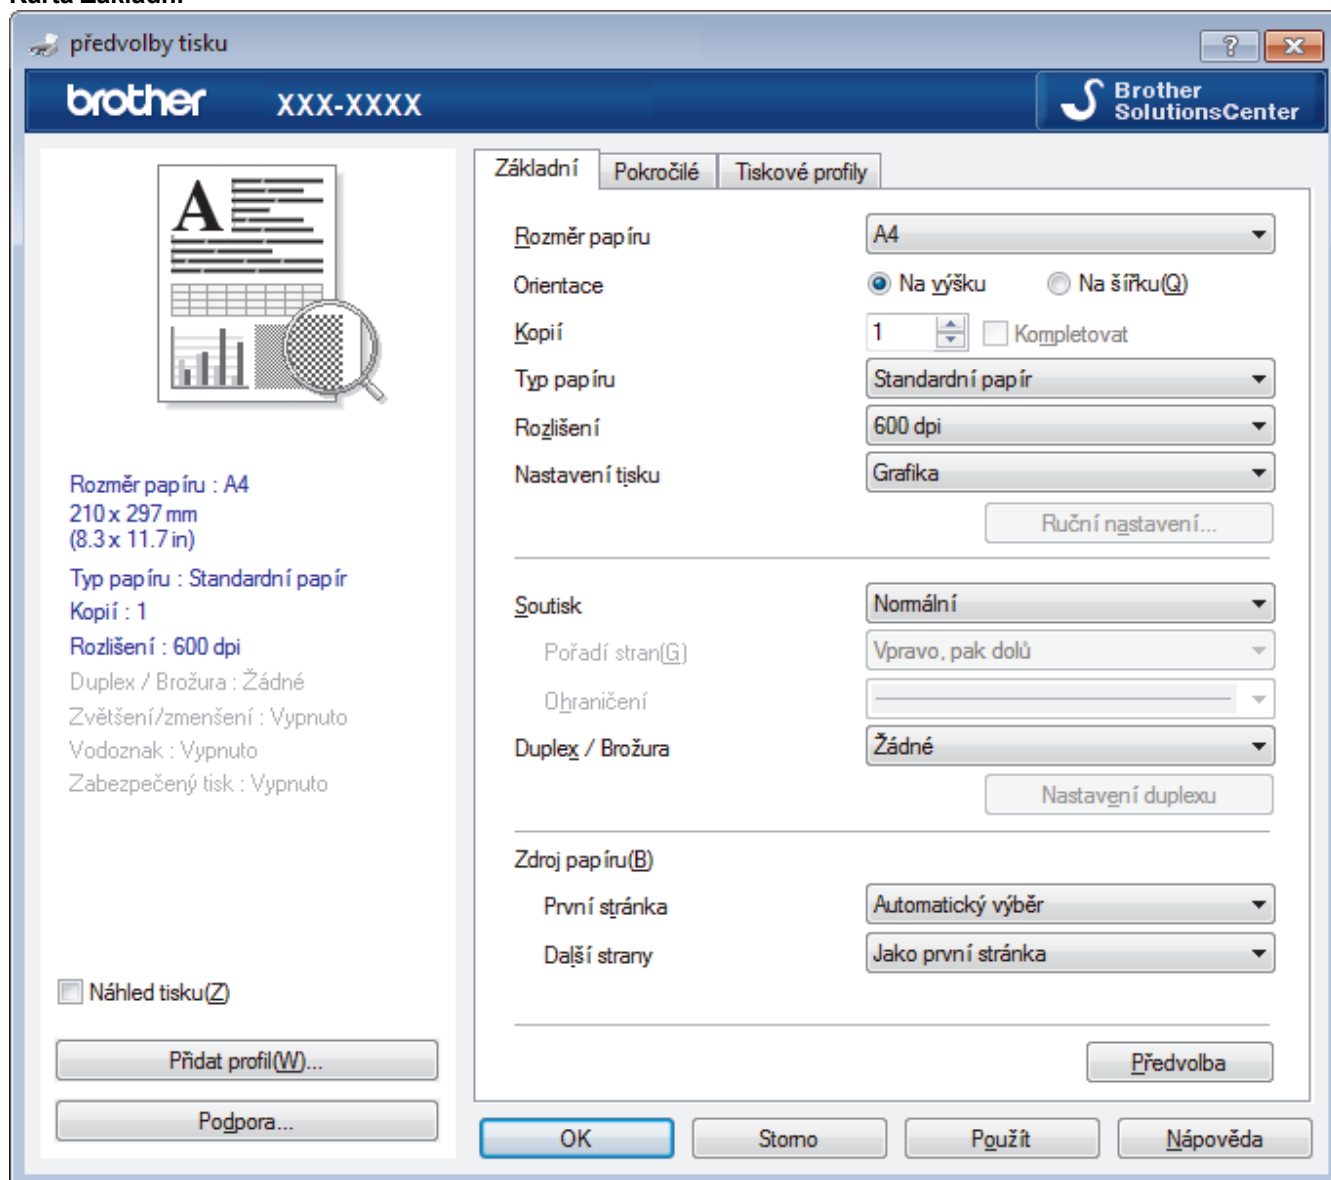 Karta Základní
předvolby tisku
brother XXX-XXXX
Brother
SolutionsCenter
A
Rozměr papíru : A4
210 x 297 mm
(8.3 x 11.7 in)
Typ papíru : Standardní papír
Kopií : 1
Rozlišení : 600 dpi
Duplex / Brožura : Žádné
Zvětšení/zmenšení : Vypnuto
Vodoznak : Vypnuto
Zabezpečený tisk : Vypnuto
Náhled tisku(Z)
Přidat profil(W)...
Podpora...
Základní Pokročilé Tiskové profily
Rozměr papíru A4
Orientace Na výšku Na šířku(Q)
Kopií 1 Kompletovat
Typ papíru Standardní papír
Rozlišení 600 dpi
Nastavení tisku Grafika
Ruční nastavení...
Soutisk Normální
Pořadí stran(G) Vpravo, pak dolů
Ohraničení
Duplex / Brožura Žádné
Nastavení duplexu
Zdroj papíru(B)
První stránka Automatický výběr
Další strany Jako první stránka
Předvolba
OK Storno Použít Nápověda